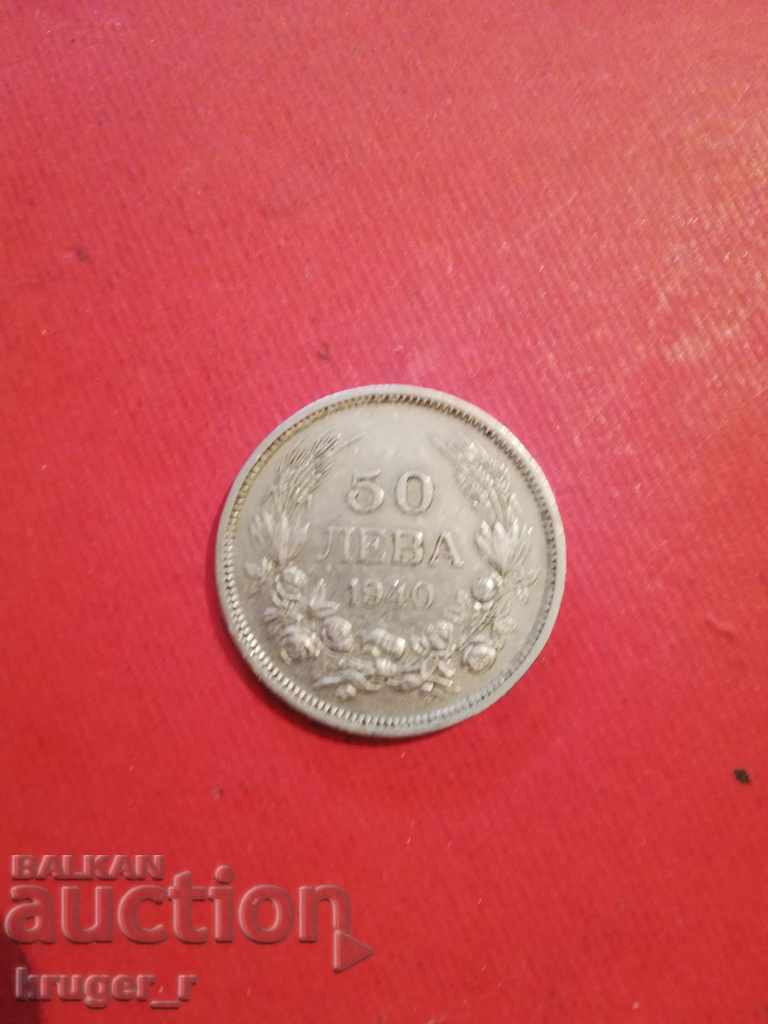 50
ЛЕВА
1940
BALKAN
auction
kruger_r